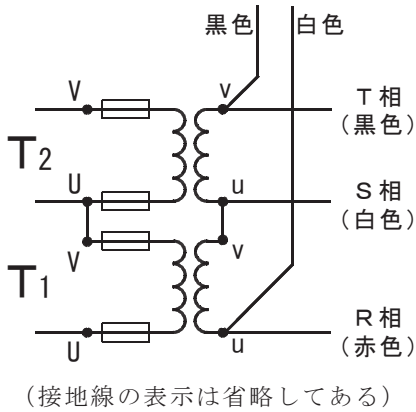 黒色 白色
V v T相
(黒色)
T2
U u S相
(白色)
V v
T1
R相
U u (赤色)
(接地線の表示は省略してある)